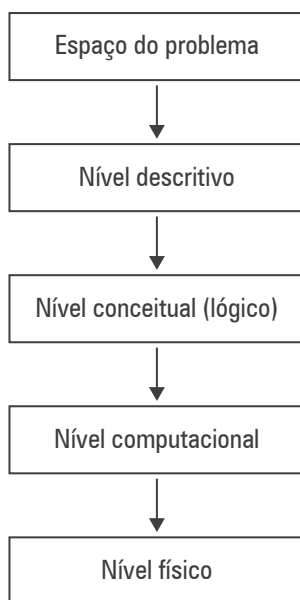 Espaço do problema
Nível descritivo
Nível conceitual (lógico)
Nível computacional
Nível físico